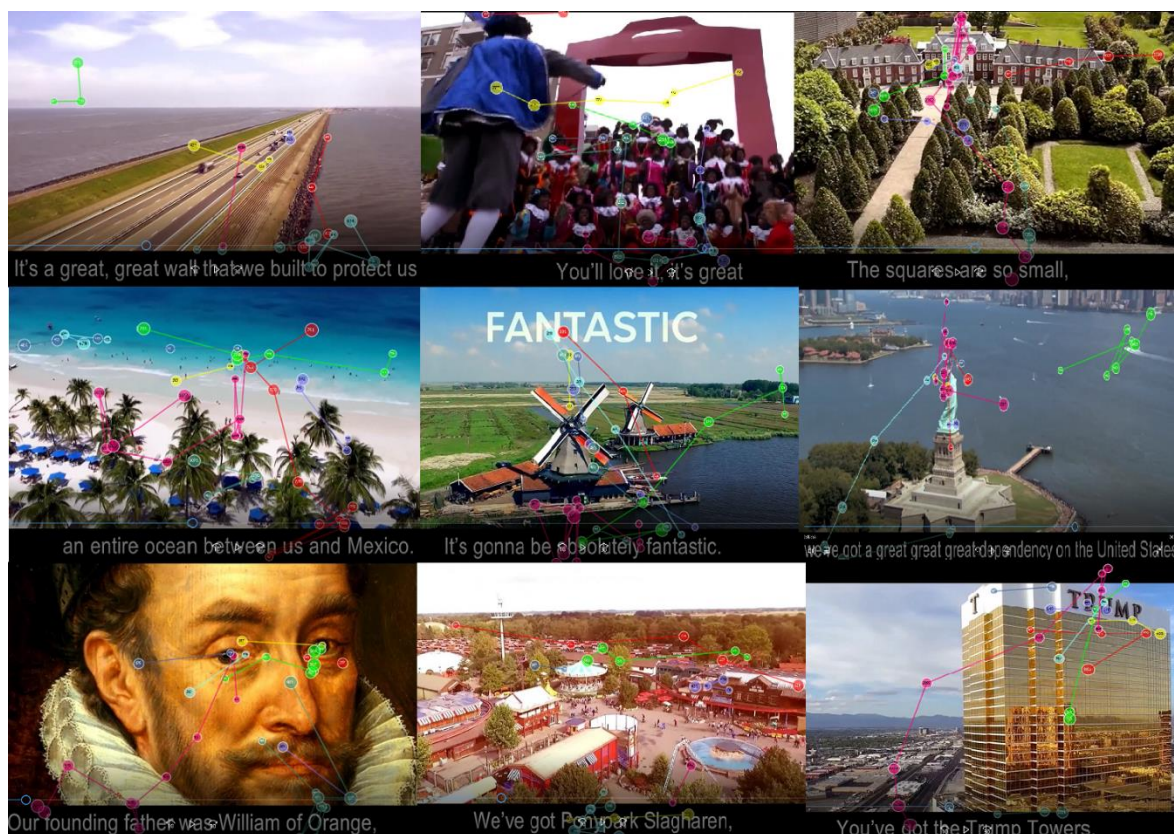 It's a great, great wall that we built to protect us
You'll love it, it's great
The squares are so small,
FANTASTIC
an entire ocean between us and Mexico.
It's gonna be absolutely fantastic.
we've got a great great great dependency on the United States
T
TRUMP
Our founding father was William of Orange,
We've got Ponypark Slagharen,
You've got the Trump Towers